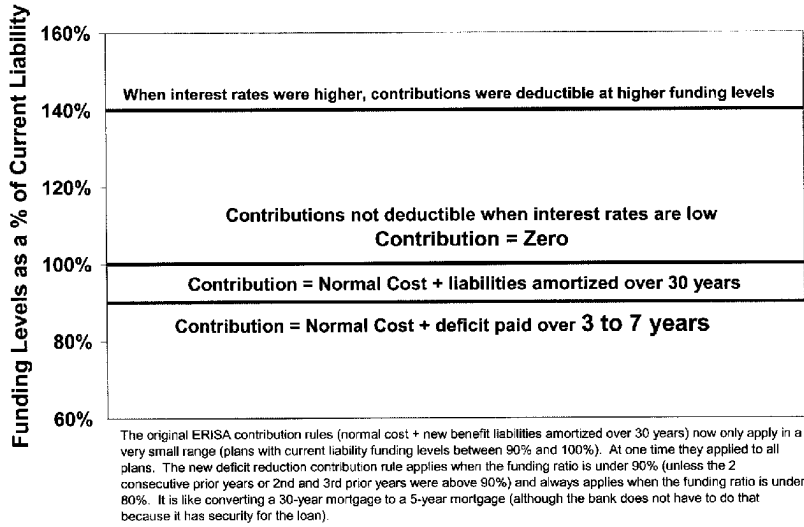 Funding Levels as a % of Current Liability
160%
When interest rates were higher, contributions were deductible at higher funding levels
140%
120%
Contributions not deductible when interest rates are low
Contribution = Zero
100%
Contribution = Normal Cost + liabilities amortized over 30 years
Contribution = Normal Cost + deficit paid over 3 to 7 years
80%
60%
The original ERISA contribution rules (normal cost + new benefit liabilities amortized over 30 years) now only apply in a
very small range (plans with current liability funding levels between 90% and 100%). At one time they applied to all
plans. The new deficit reduction contribution rule applies when the funding ratio is under 90% (unless the 2
consecutive prior years or 2nd and 3rd prior years were above 90%) and always applies when the funding ratio is under
80%. It is like converting a 30-year mortgage to a 5-year mortgage (although the bank does not have to do that
because it has security for the loan).